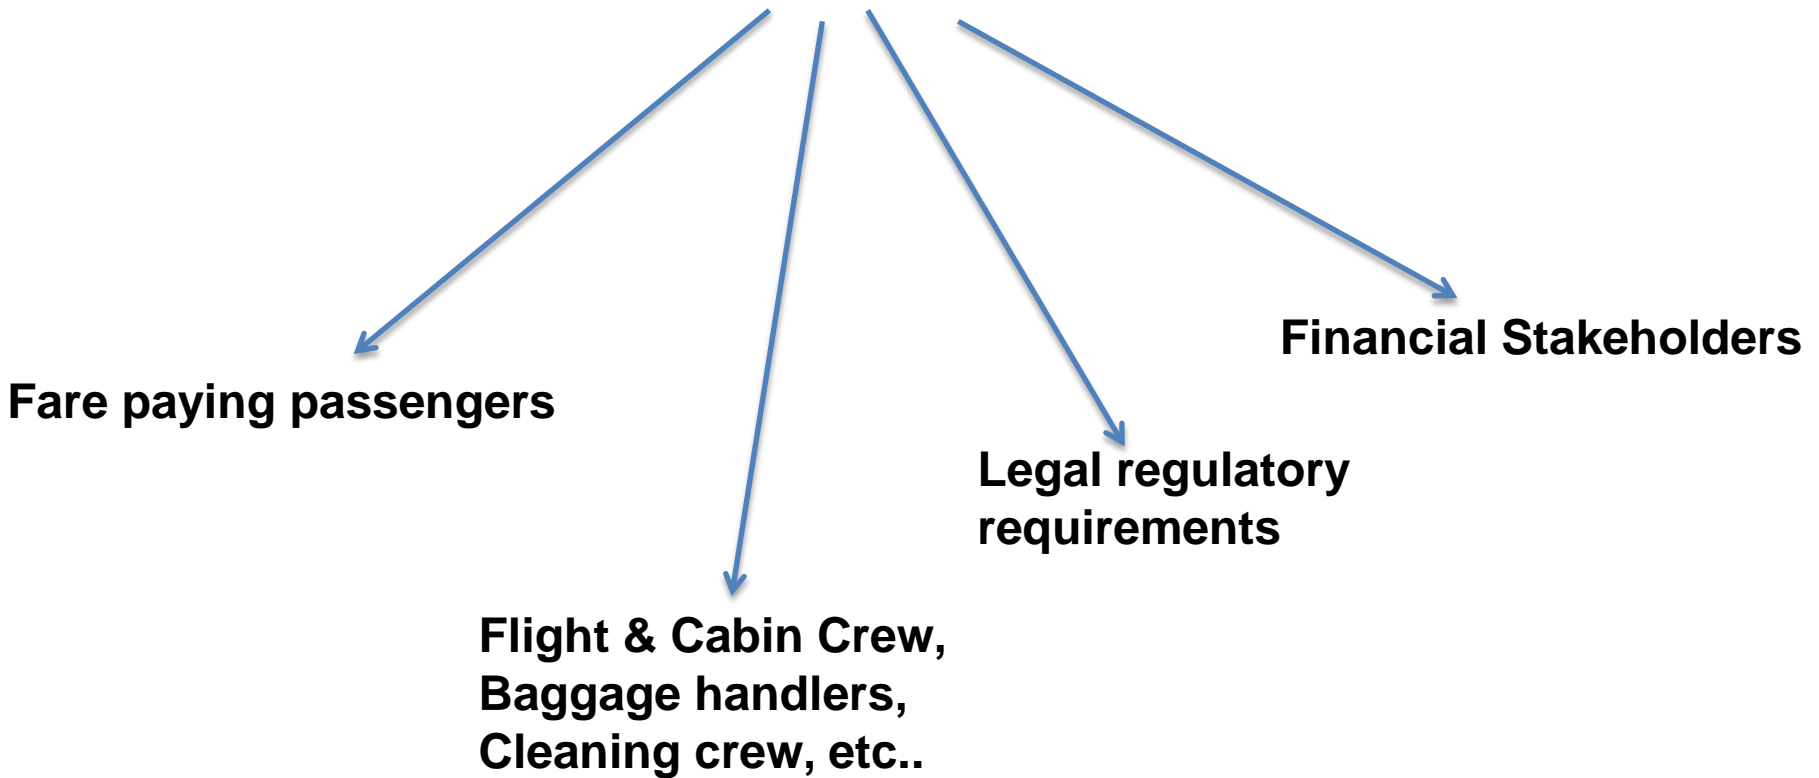 Financial Stakeholders
Fare paying passengers
Legal regulatory
requirements
Flight & Cabin Crew,
Baggage handlers,
Cleaning crew, etc..